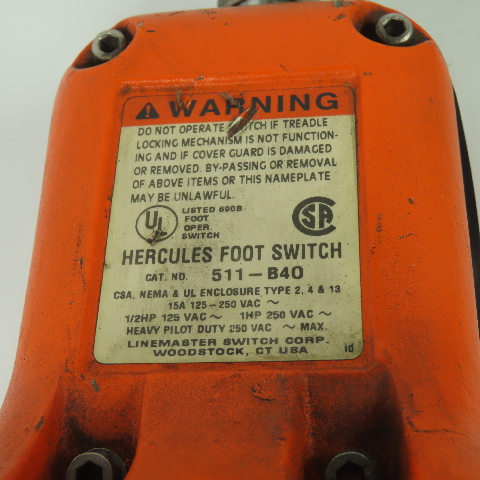 WARNING
DO NOT OPERATE SWITCH IF TREADLE
LOCKING MECHANISM IS NOT FUNCTION-
ING AND IF COVER GUARD IS DAMAGED
OR REMOVED. BY-PASSING OR REMOVAL
OF ABOVE ITEMS OR THIS NAMEPLATE
MAY BE UNLAWFUL.
UL
LISTED 690B
FOOT
OPER.
SWITCH
SA
HERCULES FOOT SWITCH
CAT. NO. 511-B40
CSA, NEMA & UL ENCLOSURE TYPE 2, 4 & 13
15A 125-250 VAC ~
1/2HP 125 VAC ~ 1HP 250 VAC ~
HEAVY PILOT DUTY 250 VAC ~ MAX.
LINEMASTER SWITCH CORP.
WOODSTOCK, CT USA
id